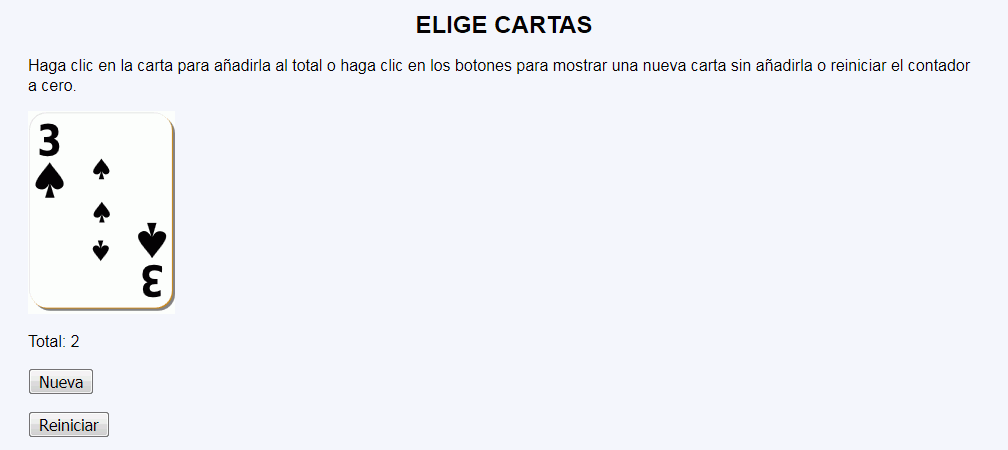 ELIGE CARTAS
Haga clic en la carta para añadirla al total o haga clic en los botones para mostrar una nueva carta sin añadirla o reiniciar el contador
a cero.
3
3
Total: 2
Nueva
Reiniciar